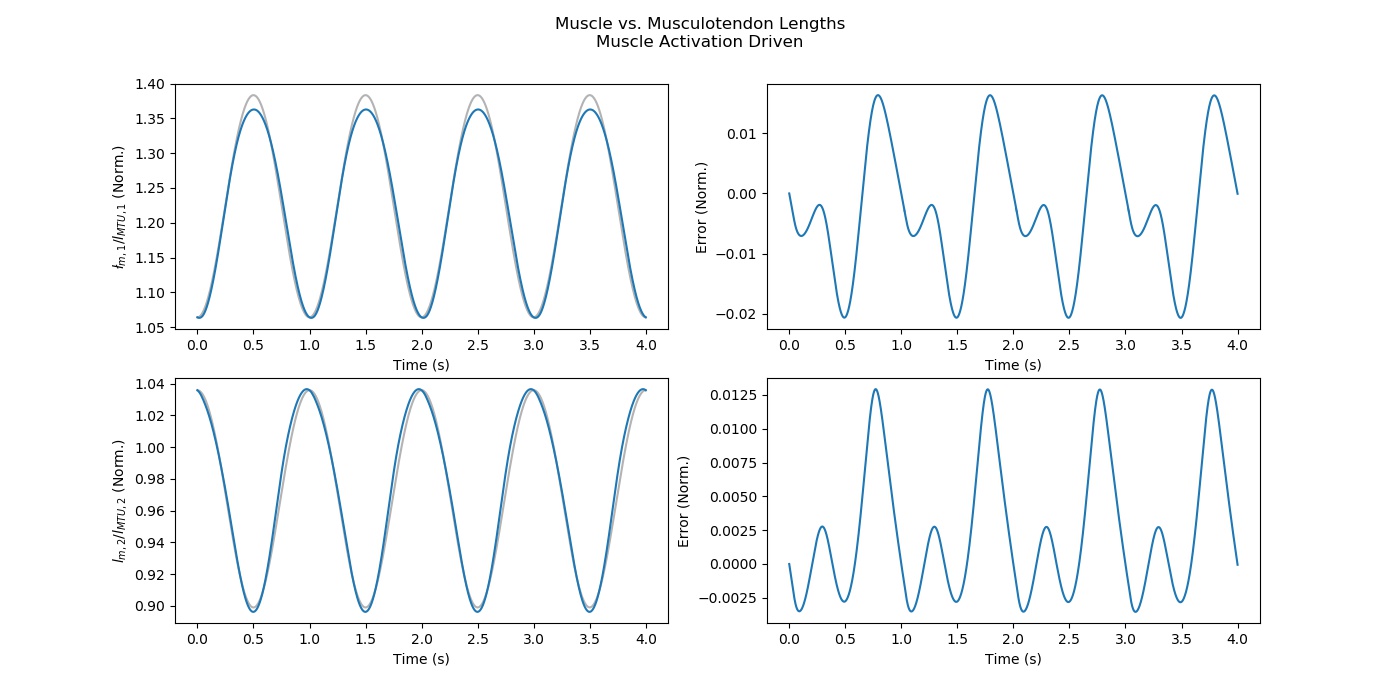 Muscle vs. Musculotendon Lengths
Muscle Activation Driven
1.40
1.35
1.30
1.25
1.20
1.15
1.10
1.05
l_{m,1}/l_{MTU,1} (Norm.)
0.0 0.5 1.0 1.5 2.0 2.5 3.0 3.5 4.0
Time (s)
0.01
0.00
−0.01
−0.02
Error (Norm.)
0.0 0.5 1.0 1.5 2.0 2.5 3.0 3.5 4.0
Time (s)
1.04
1.02
1.00
0.98
0.96
0.94
0.92
0.90
l_{m,2}/l_{MTU,2} (Norm.)
0.0 0.5 1.0 1.5 2.0 2.5 3.0 3.5 4.0
Time (s)
0.0125
0.0100
0.0075
0.0050
0.0025
0.0000
−0.0025
Error (Norm.)
0.0 0.5 1.0 1.5 2.0 2.5 3.0 3.5 4.0
Time (s)